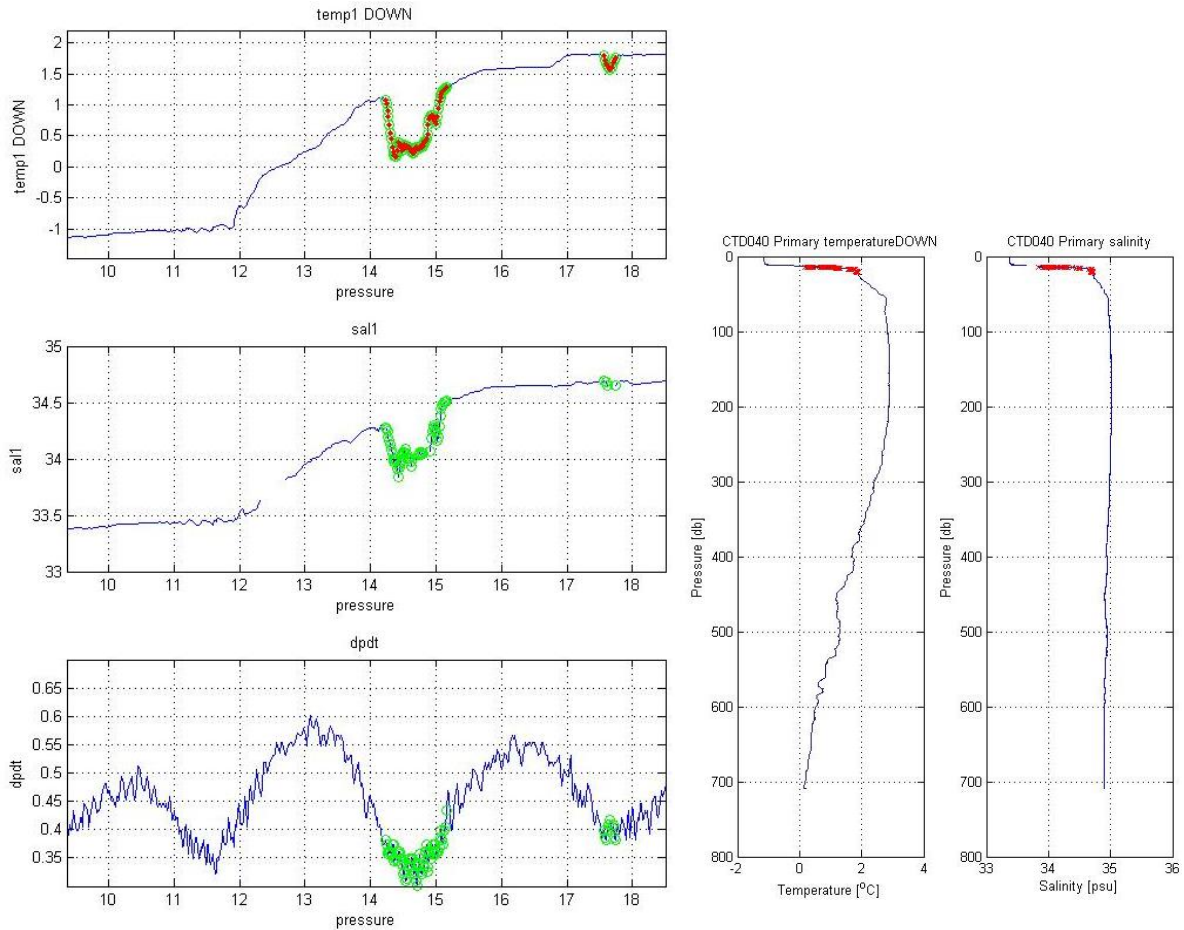 temp1 DOWN
temp1 DOWN
2
1.5
1
0.5
0
-0.5
-1
10 11 12 13 14 15 16 17 18
pressure
sal1
sal1
35
34.5
34
33.5
33
10 11 12 13 14 15 16 17 18
pressure
dpdt
dpdt
0.65
0.6
0.55
0.5
0.45
0.4
0.35
10 11 12 13 14 15 16 17 18
pressure
CTD040 Primary temperatureDOWN
Pressure [db]
0
100
200
300
400
500
600
700
800
-2 0 2 4
Temperature [°C]
CTD040 Primary salinity
Pressure [db]
0
100
200
300
400
500
600
700
800
33 34 35 36
Salinity [psu]